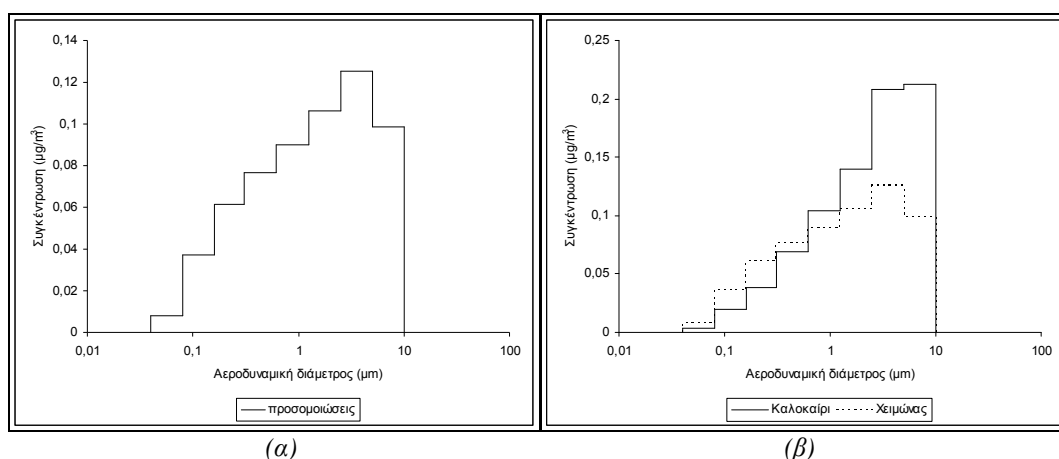 0,14
0,12
0,1
0,08
0,06
0,04
0,02
0
Συγκέντρωση (μg/m³)
0,01 0,1 1 10 100
Αεροδυναμική διάμετρος (μm)
προσομοιώσεις
(α)
0,25
0,2
0,15
0,1
0,05
0
Συγκέντρωση (μg/m³)
0,01 0,1 1 10 100
Αεροδυναμική διάμετρος (μm)
Καλοκαίρι Χειμώνας
(β)